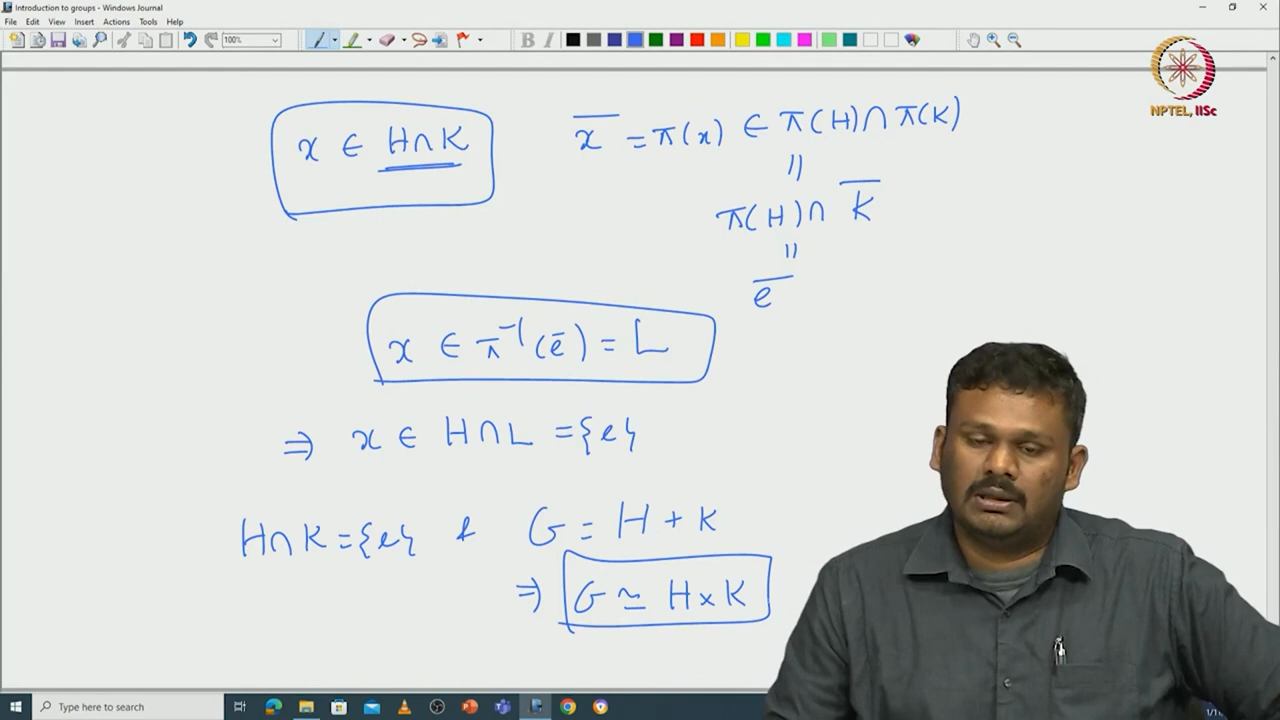 Introduction to groups - Windows Journal
File Edit View Insert Actions Tools Help
100%
B I
NPTEL, IISc
x ∈ H∩K
x̅ = π(x) ∈ π(H)∩π(K)
||
π(H)∩ K̅
||
e̅
x ∈ π⁻¹(e̅) = L
⇒ x ∈ H∩L = {e}
H∩K = {e} & G = H + K
⇒ G ≃ H×K
Type here to search